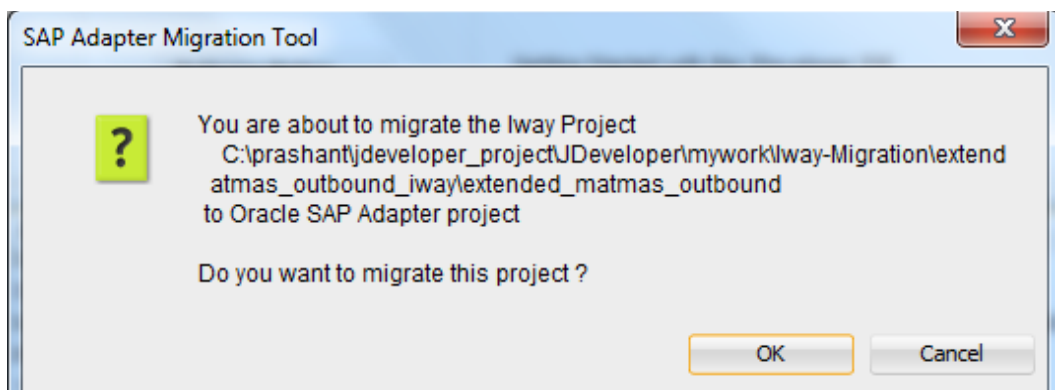 SAP Adapter Migration Tool
You are about to migrate the Iway Project
C:\prashant\jdeveloper_project\JDeveloper\mywork\Iway-Migration\extend
atmas_outbound_iway\extended_matmas_outbound
to Oracle SAP Adapter project
Do you want to migrate this project ?
OK Cancel